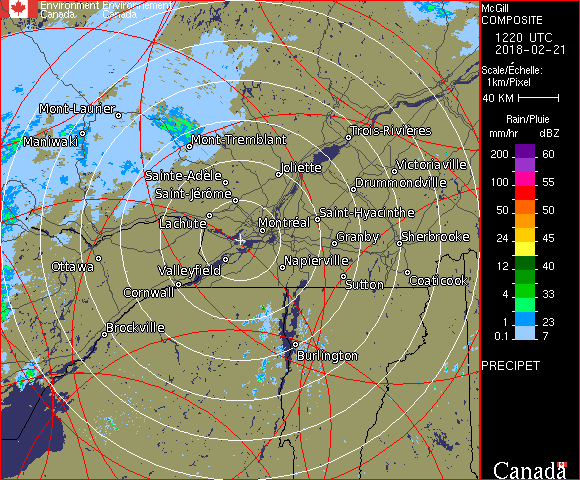 Environment Environnement
Canada Canada
McGill
COMPOSITE
1220 UTC
2018-02-21
Scale/Échelle:
1km/Pixel
40 KM
Rain/Pluie
mm/hr dBZ
200 60
100 55
50 50
24 45
12 40
4 33
1 23
0.1 7
PRECIPET
Canada
Mont-Laurier
Maniwaki
Mont-Tremblant
Trois-Rivières
Joliette
Victoriaville
Sainte-Adèle
Drummondville
Saint-Jérôme
Lachute
Montréal
Saint-Hyacinthe
Granby
Sherbrooke
Ottawa
Valleyfield
Napierville
Cornwall
Sutton
Coaticook
Brockville
Burlington